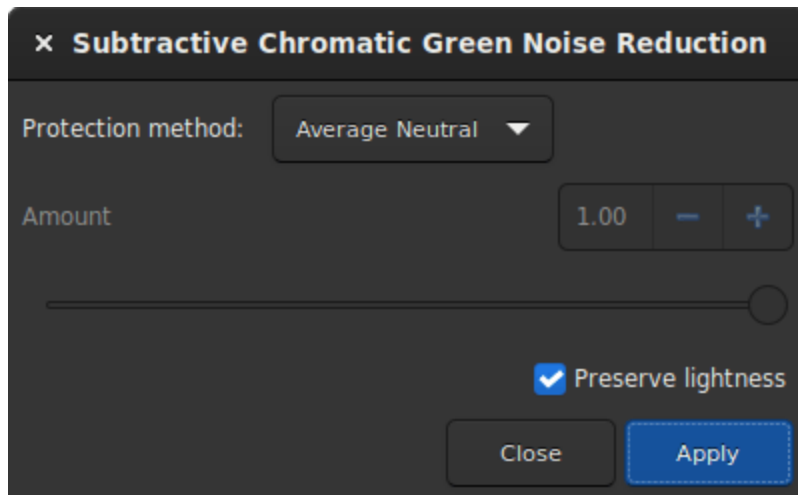 × Subtractive Chromatic Green Noise Reduction
Protection method: Average Neutral
Amount 1.00 − +
Preserve lightness
Close Apply